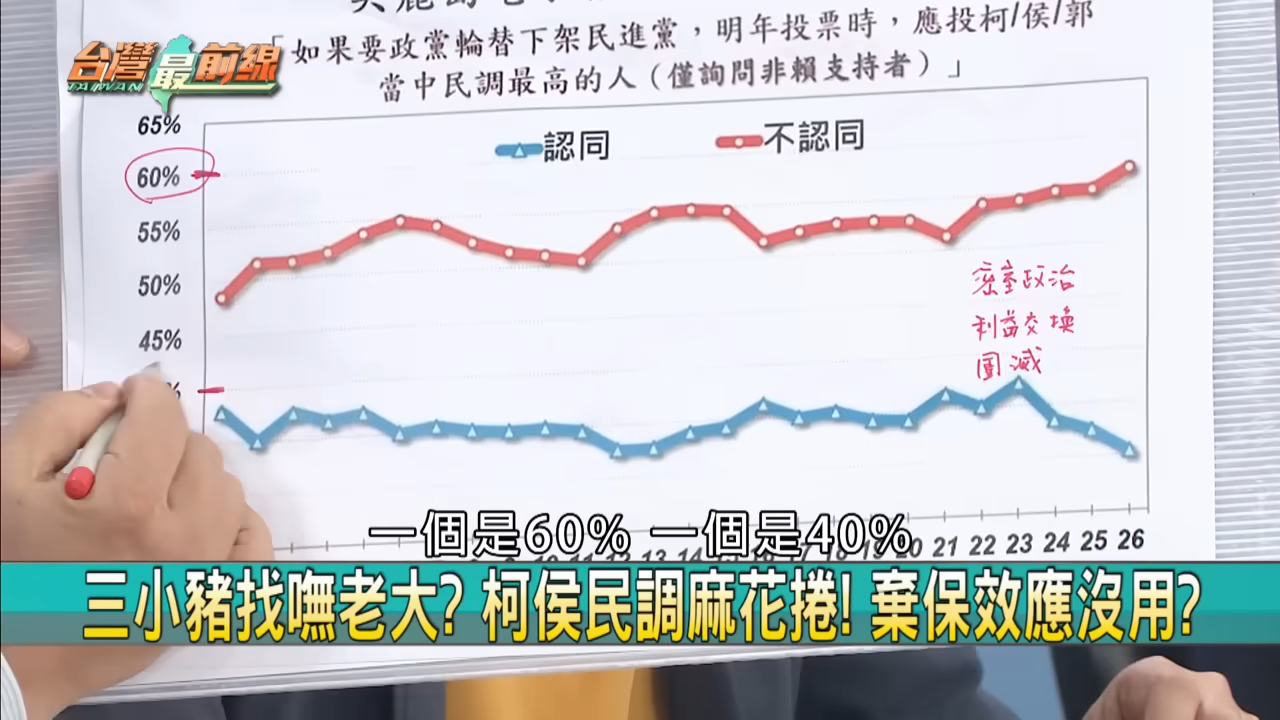 「如果要政黨輪替下架民進黨，明年投票時，應投柯/侯/郭
當中民調最高的人（僅詢問非賴支持者）」
台灣最前線
TAIWAN
65%
認同
不認同
60%
55%
50%
45%
密室政治
利益交換
團滅
21 22 23 24 25 26
一個是60% 一個是40%
三小豬找嘸老大? 柯侯民調麻花捲! 棄保效應沒用?